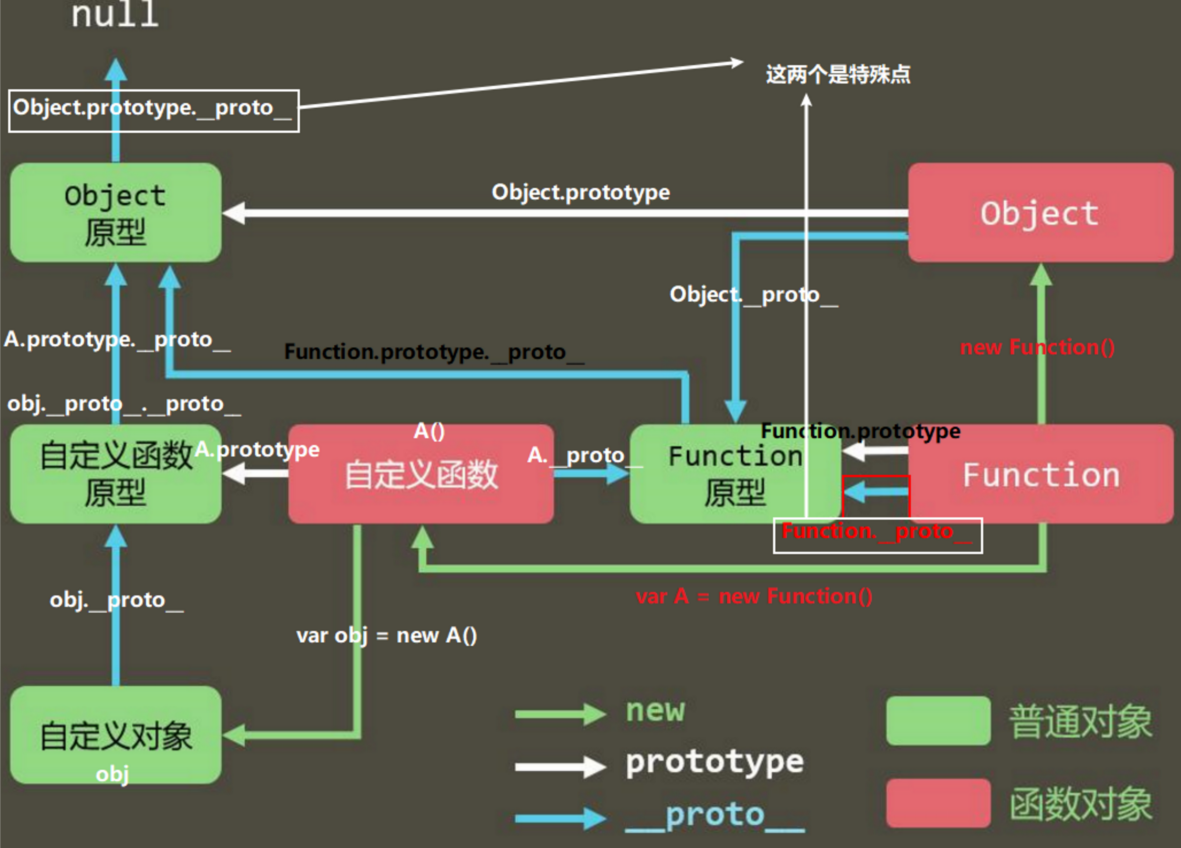 null
这两个是特殊点
Object.prototype.__proto__
Object
原型
Object.prototype
Object
Object.__proto__
A.prototype.__proto__
Function.prototype.__proto__
new Function()
obj.__proto__.__proto__
自定义函数
原型
A.prototype
A()
自定义函数
A.__proto__
Function
原型
Function.prototype
Function
Function.__proto__
obj.__proto__
var A = new Function()
var obj = new A()
自定义对象
obj
new
prototype
__proto__
普通对象
函数对象